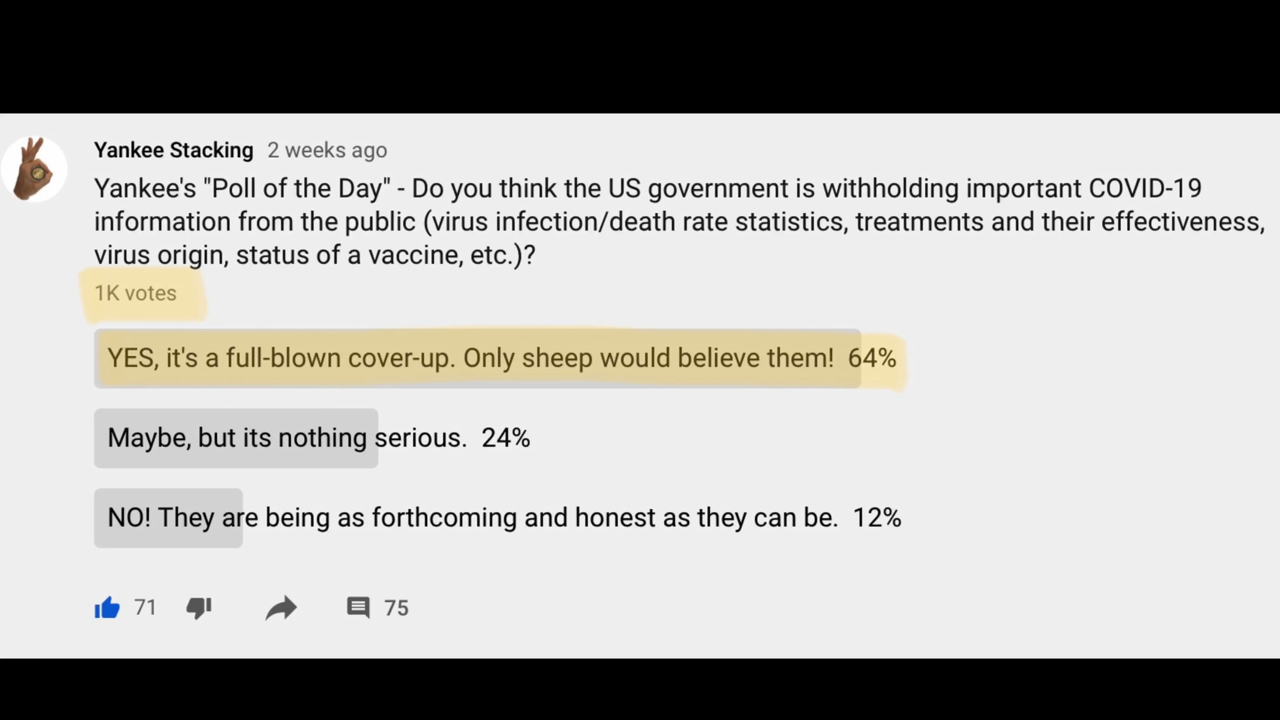 Yankee Stacking 2 weeks ago
Yankee's "Poll of the Day" - Do you think the US government is withholding important COVID-19
information from the public (virus infection/death rate statistics, treatments and their effectiveness,
virus origin, status of a vaccine, etc.)?
1K votes
YES, it's a full-blown cover-up. Only sheep would believe them! 64%
Maybe, but its nothing serious. 24%
NO! They are being as forthcoming and honest as they can be. 12%
71 75